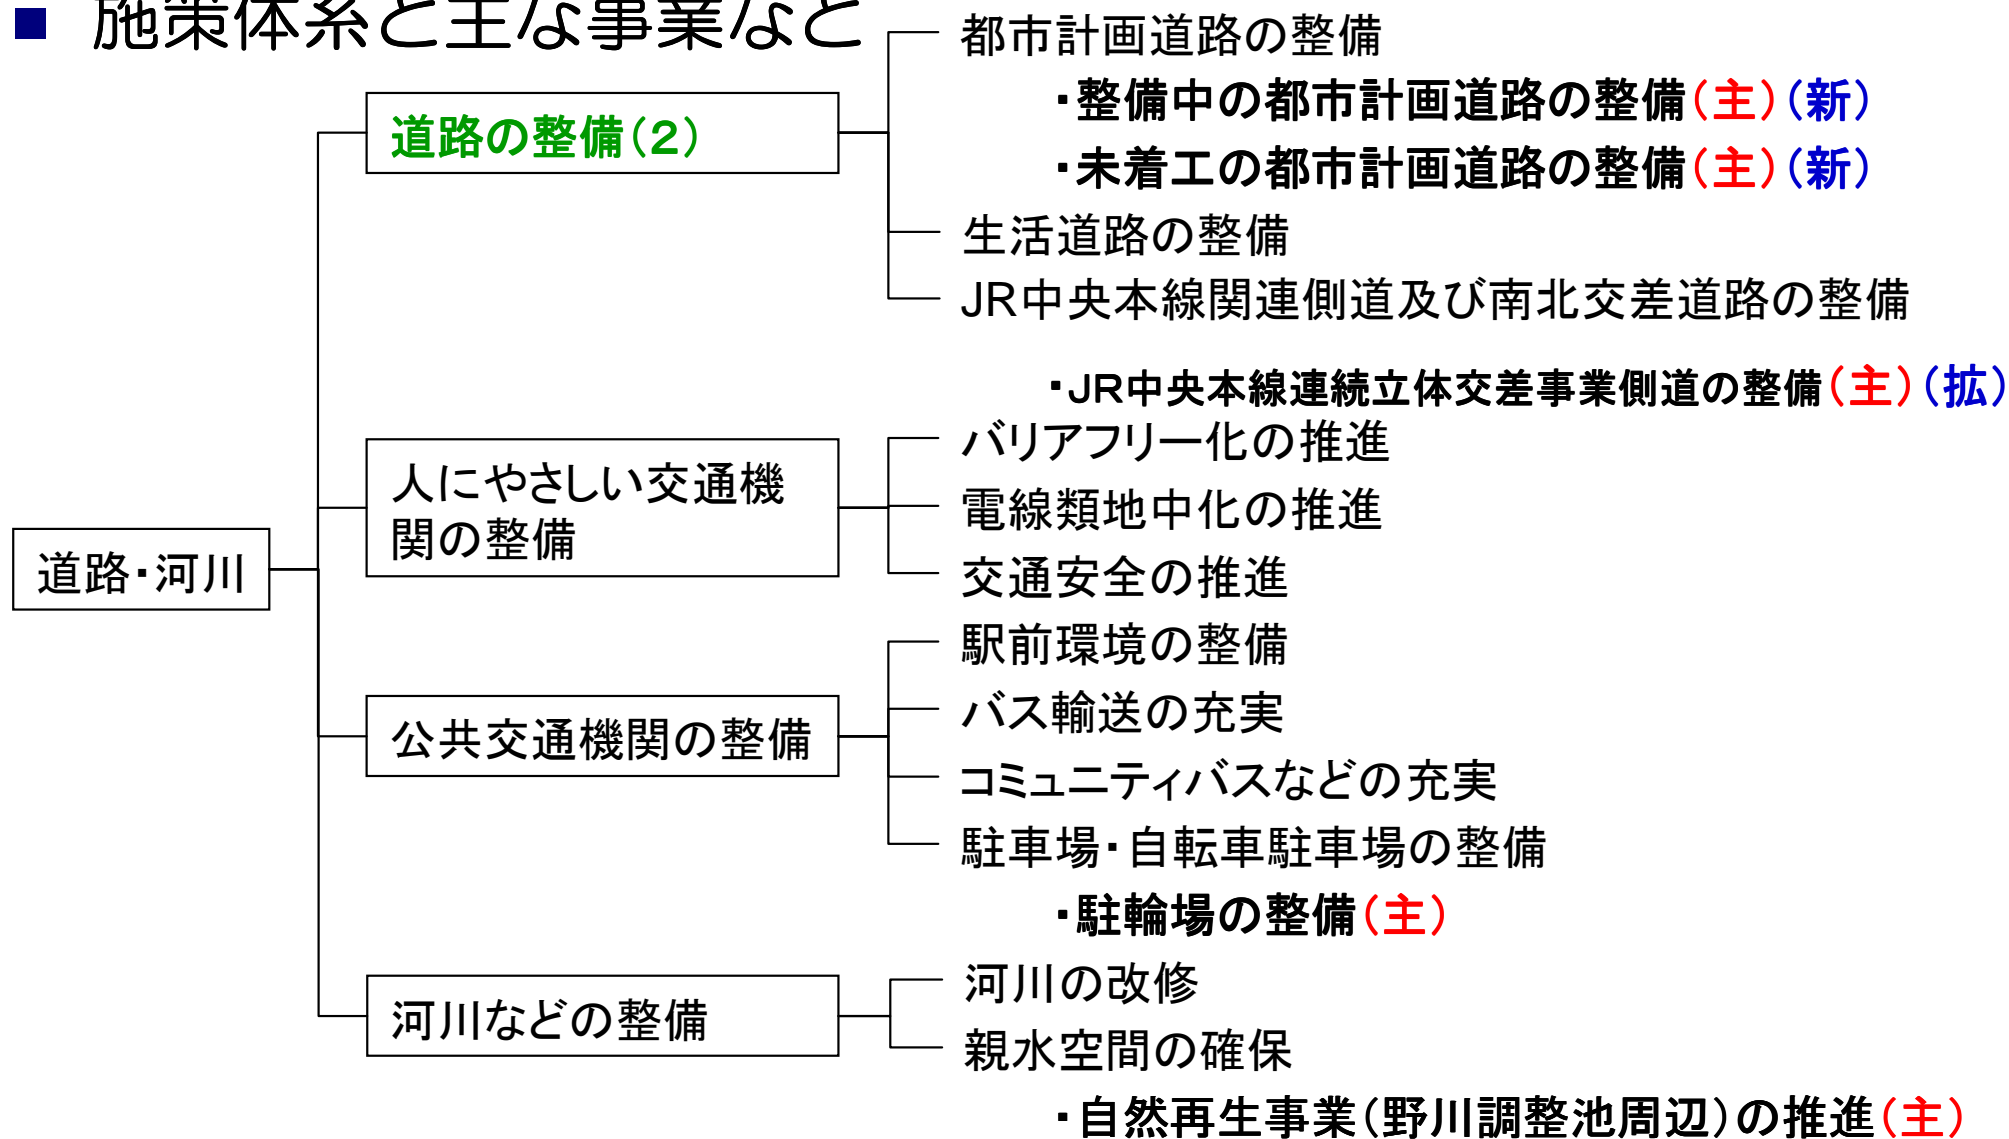 ■ 施策体系と主な事業など
道路・河川
道路の整備(2)
都市計画道路の整備
・整備中の都市計画道路の整備(主)(新)
・未着工の都市計画道路の整備(主)(新)
生活道路の整備
JR中央本線関連側道及び南北交差道路の整備
・JR中央本線連続立体交差事業側道の整備(主)(拡)
人にやさしい交通機
関の整備
バリアフリー化の推進
電線類地中化の推進
交通安全の推進
公共交通機関の整備
駅前環境の整備
バス輸送の充実
コミュニティバスなどの充実
駐車場・自転車駐車場の整備
・駐輪場の整備(主)
河川などの整備
河川の改修
親水空間の確保
・自然再生事業(野川調整池周辺)の推進(主)